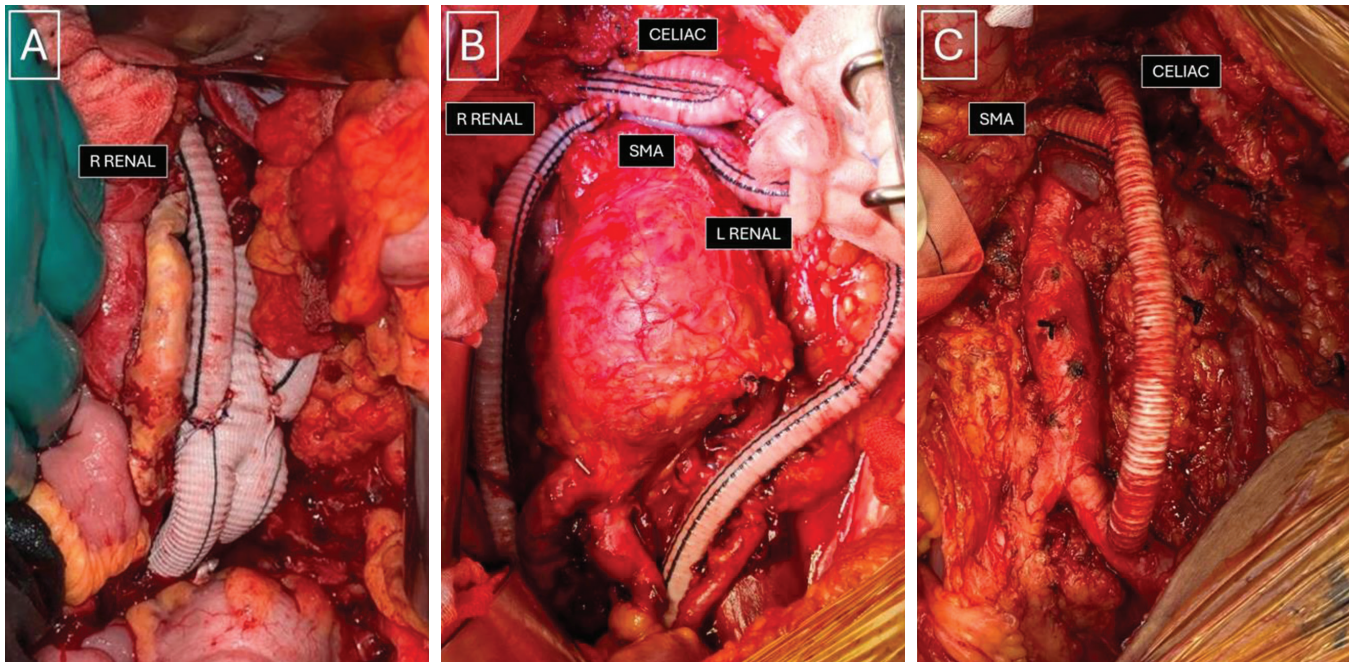 A
R RENAL
B
CELIAC
R RENAL
SMA
L RENAL
C
CELIAC
SMA